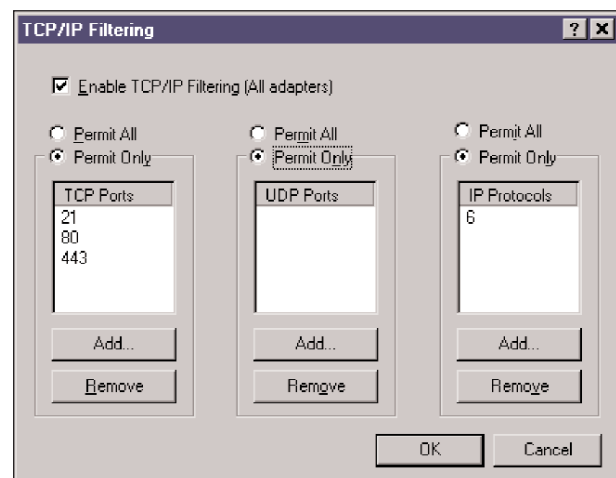 TCP/IP Filtering
Enable TCP/IP Filtering (All adapters)
Permit All
Permit Only
TCP Ports
21
80
443
Add...
Remove
Permit All
Permit Only
UDP Ports
Add...
Remove
Permit All
Permit Only
IP Protocols
6
Add...
Remove
OK
Cancel